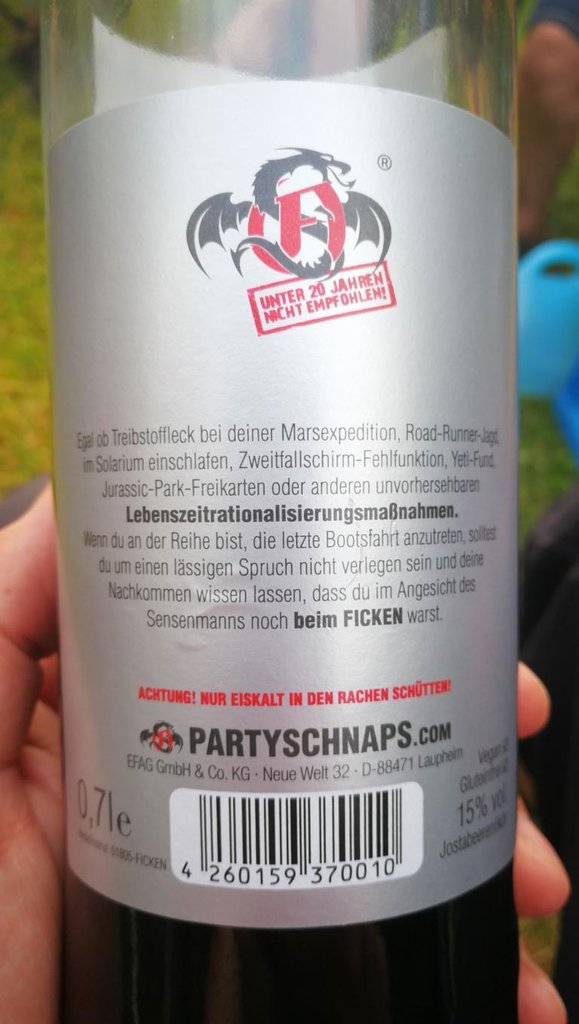 F
®
UNTER 20 JAHREN
NICHT EMPFOHLEN!
Egal ob Treibstoffleck bei deiner Marsexpedition, Road-Runner-Jagd,
im Solarium einschlafen, Zweitfallschirm-Fehlfunktion, Yeti-Fund,
Jurassic-Park-Freikarten oder anderen unvorhersehbaren
Lebenszeitrationalisierungsmaßnahmen.
Wenn du an der Reihe bist, die letzte Bootsfahrt anzutreten, solltest
du um einen lässigen Spruch nicht verlegen sein und deine
Nachkommen wissen lassen, dass du im Angesicht des
Sensenmanns noch beim FICKEN warst.
ACHTUNG! NUR EISKALT IN DEN RACHEN SCHÜTTEN!
PARTYSCHNAPS.COM
EFAG GmbH & Co. KG · Neue Welt 32 · D-88471 Laupheim
0,7l e
01805-FICKEN
Vegan
Glutenfrei
15% vol
4 260159 370010